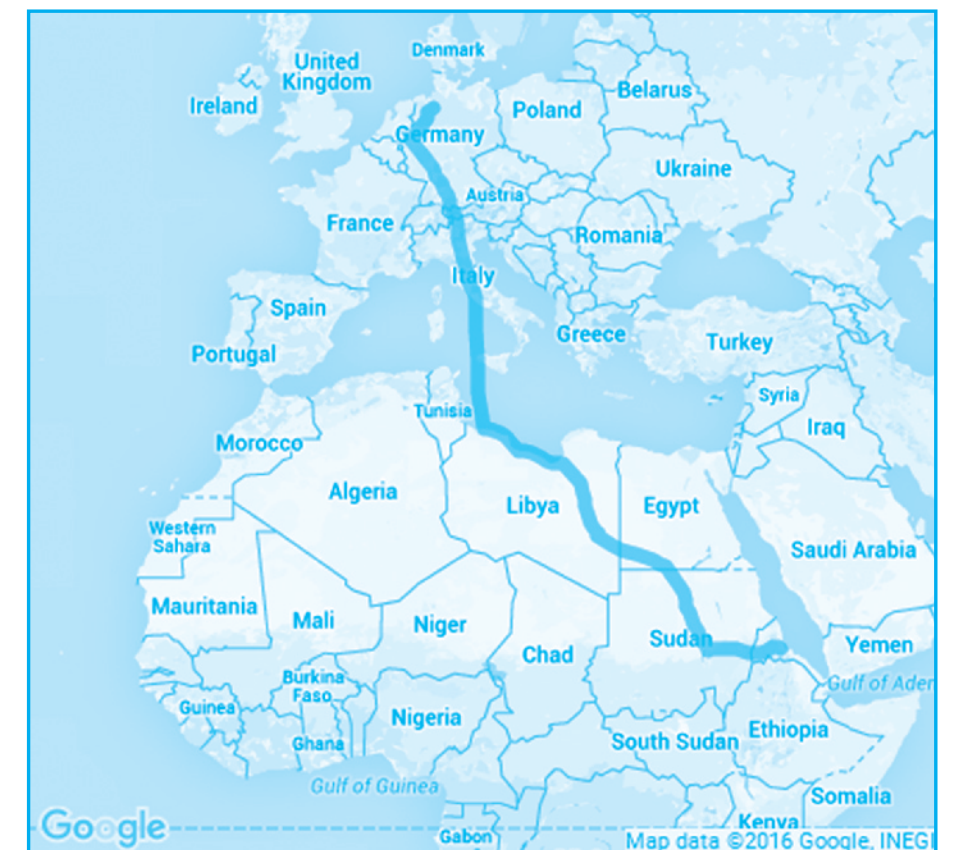 Denmark
United
Kingdom
Ireland
Belarus
Poland
Germany
Ukraine
Austria
France
Romania
Italy
Spain
Greece
Turkey
Portugal
Syria
Tunisia
Iraq
Morocco
Algeria
Libya
Egypt
Western
Sahara
Saudi Arabia
Mauritania
Mali
Niger
Sudan
Yemen
Chad
Burkina
Faso
Gulf of Aden
Guinea
Nigeria
Ethiopia
Ghana
South Sudan
Gulf of Guinea
Somalia
Kenya
Google
Gabon
Map data ©2016 Google, INEGI